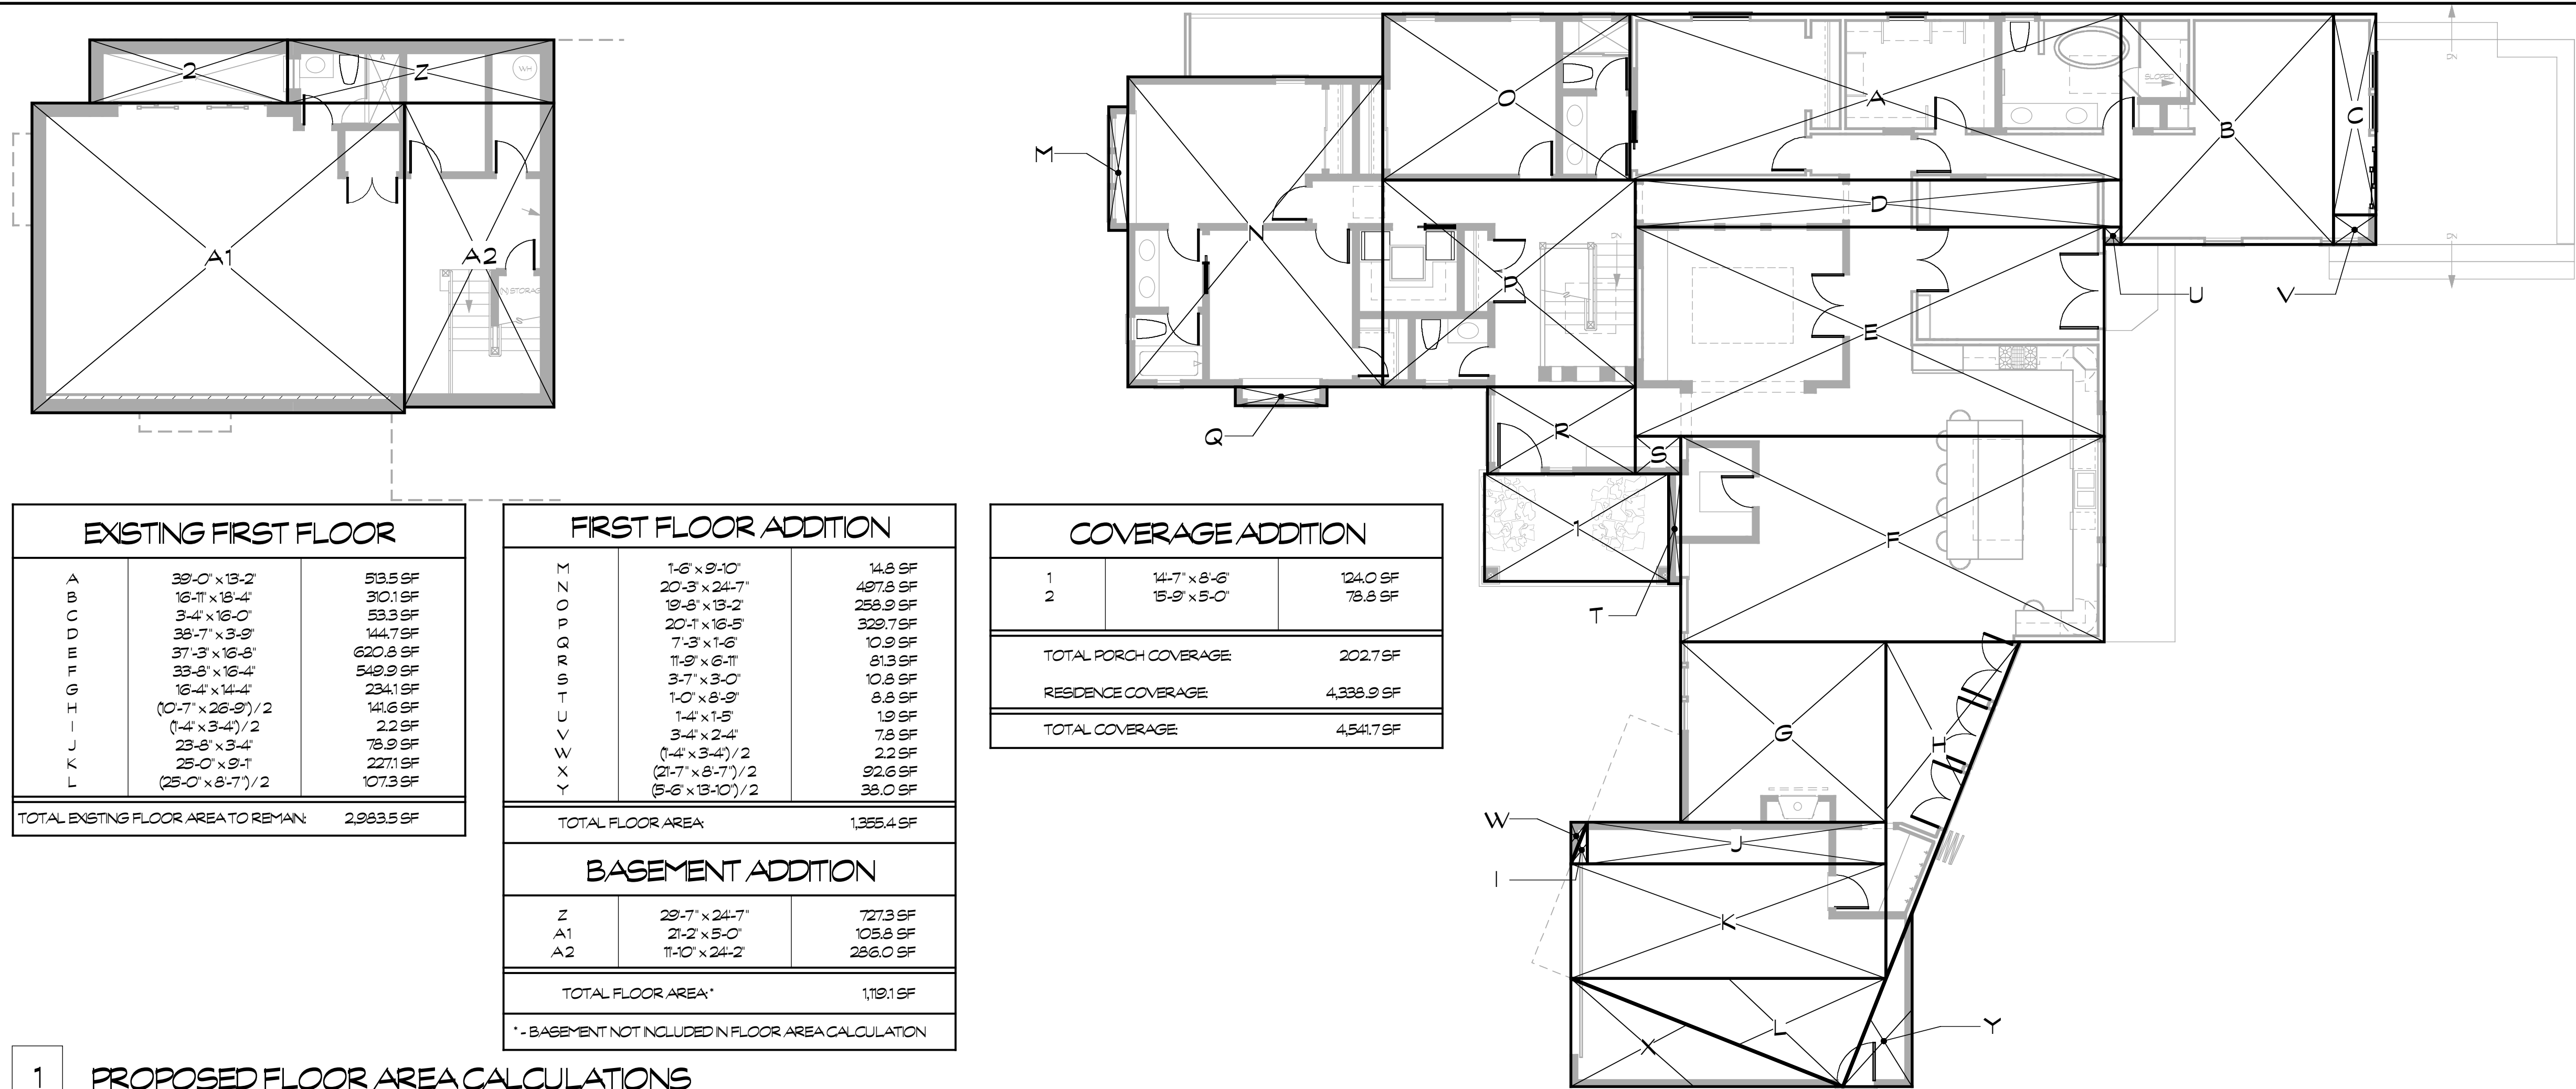 2
Z
WH
A1
A2
(N) STORAGE
M
O
A
SLOPED
B
C
N
D
P
E
U
V
Q
R
S
1
T
F
G
H
W
J
I
K
X
L
Y
EXISTING FIRST FLOOR
A 39'-0" x 13'-2" 513.5 SF
B 16'-11" x 18'-4" 310.1 SF
C 3'-4" x 16'-0" 53.3 SF
D 38'-7" x 3'-9" 144.7 SF
E 37'-3" x 16'-8" 620.8 SF
F 33'-8" x 16'-4" 549.9 SF
G 16'-4" x 14'-4" 234.1 SF
H (10'-7" x 26'-9") / 2 141.6 SF
I (1'-4" x 3'-4") / 2 2.2 SF
J 23'-8" x 3'-4" 78.9 SF
K 25'-0" x 9'-1" 227.1 SF
L (25'-0" x 8'-7") / 2 107.3 SF
TOTAL EXISTING FLOOR AREA TO REMAIN: 2,983.5 SF
FIRST FLOOR ADDITION
M 1'-6" x 9'-10" 14.8 SF
N 20'-3" x 24'-7" 497.8 SF
O 19'-8" x 13'-2" 258.9 SF
P 20'-1" x 16'-5" 329.7 SF
Q 7'-3" x 1'-6" 10.9 SF
R 11'-9" x 6'-11" 81.3 SF
S 3'-7" x 3'-0" 10.8 SF
T 1'-0" x 8'-9" 8.8 SF
U 1'-4" x 1'-5" 1.9 SF
V 3'-4" x 2'-4" 7.8 SF
W (1'-4" x 3'-4") / 2 2.2 SF
X (21'-7" x 8'-7") / 2 92.6 SF
Y (5'-6" x 13'-10") / 2 38.0 SF
TOTAL FLOOR AREA: 1,355.4 SF
BASEMENT ADDITION
Z 29'-7" x 24'-7" 727.3 SF
A1 21'-2" x 5'-0" 105.8 SF
A2 11'-10" x 24'-2" 286.0 SF
TOTAL FLOOR AREA:* 1,119.1 SF
* - BASEMENT NOT INCLUDED IN FLOOR AREA CALCULATION
COVERAGE ADDITION
1 14'-7" x 8'-6" 124.0 SF
2 15'-9" x 5'-0" 78.8 SF
TOTAL PORCH COVERAGE: 202.7 SF
RESIDENCE COVERAGE: 4,338.9 SF
TOTAL COVERAGE: 4,541.7 SF
1 PROPOSED FLOOR AREA CALCULATIONS